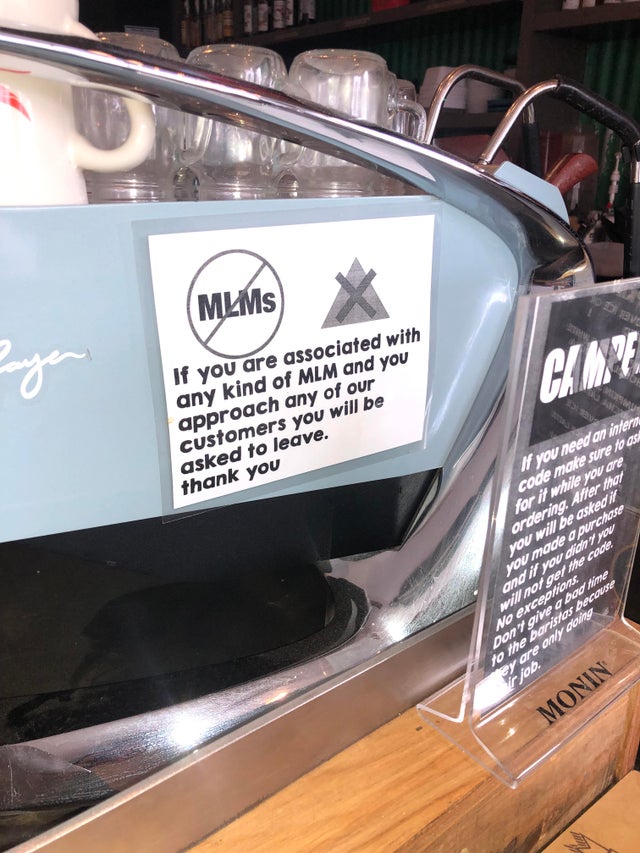 MLMs
If you are associated with
any kind of MLM and you
approach any of our
customers you will be
asked to leave.
thank you
If you need an intern
code make sure to as
for it while you are
ordering. After that
you will be asked if
you made a purchase
and if you didn't you
will not get the code.
No exceptions.
Don't give a bad time
to the baristas because
ey are only doing
ir job.
MONIN